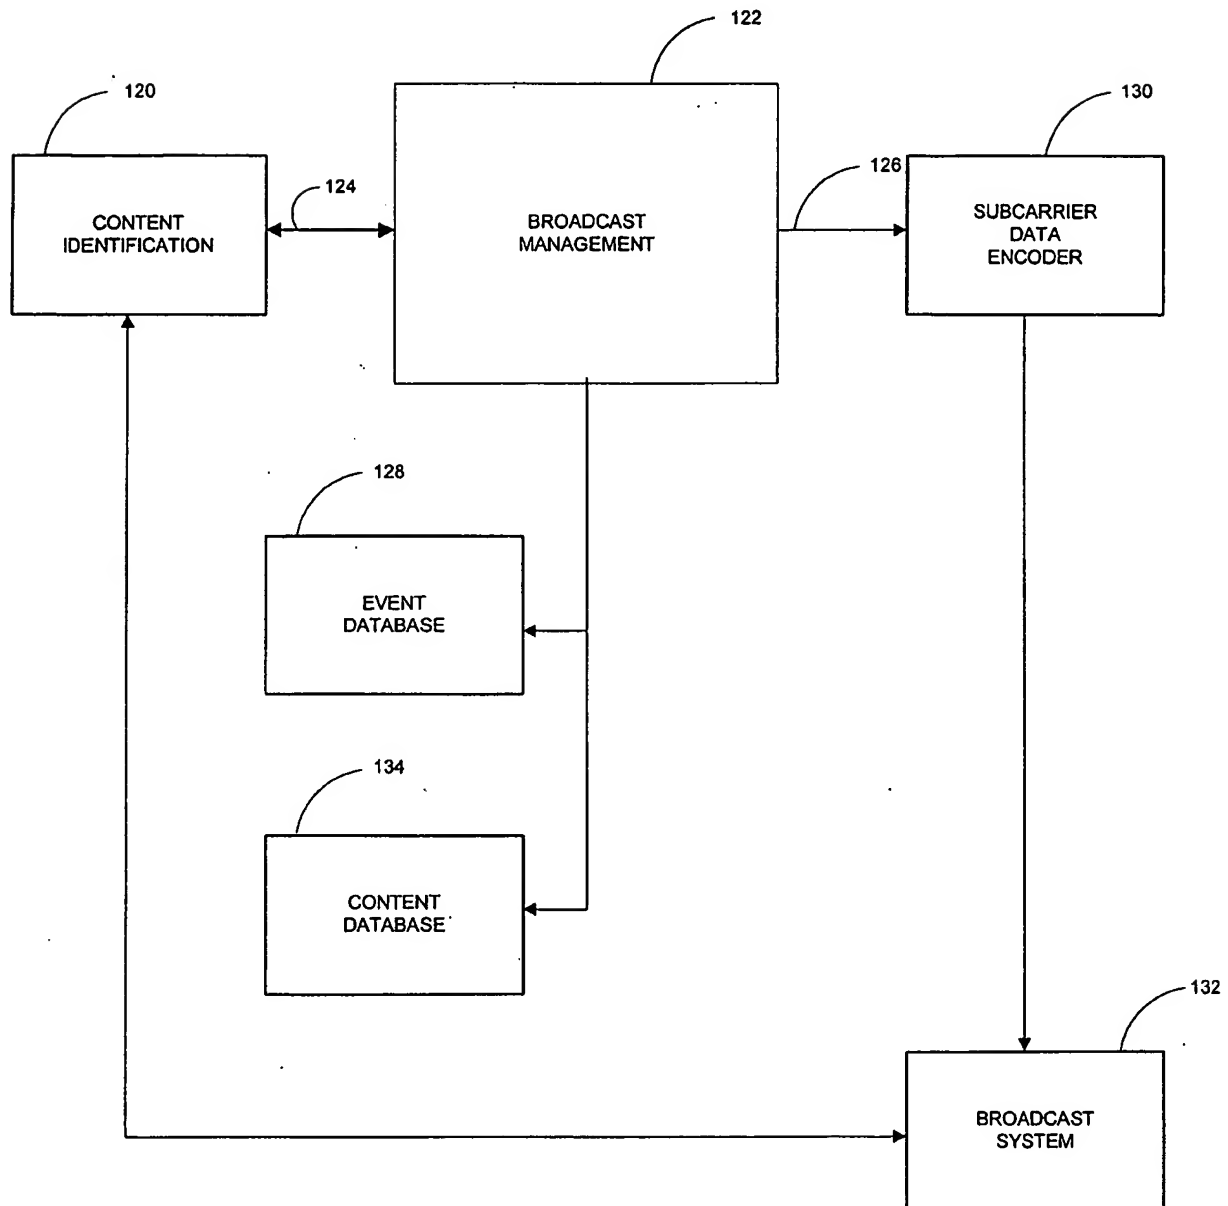 122
120
130
124
126
CONTENT
IDENTIFICATION
BROADCAST
MANAGEMENT
SUBCARRIER
DATA
ENCODER
128
EVENT
DATABASE
134
CONTENT
DATABASE
132
BROADCAST
SYSTEM